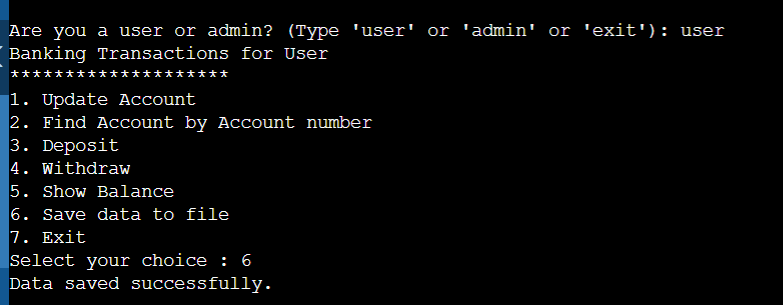 Are you a user or admin? (Type 'user' or 'admin' or 'exit'): user
Banking Transactions for User
********************
1. Update Account
2. Find Account by Account number
3. Deposit
4. Withdraw
5. Show Balance
6. Save data to file
7. Exit
Select your choice : 6
Data saved successfully.